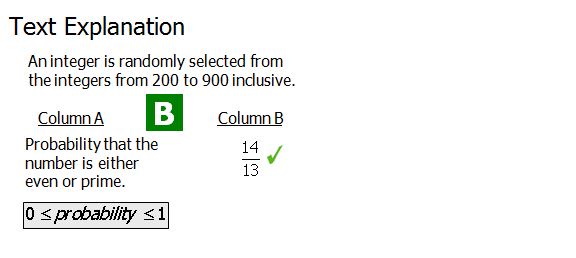 Text Explanation
An integer is randomly selected from
the integers from 200 to 900 inclusive.
Column A
B
Column B
Probability that the
number is either
even or prime.
14
13
0 ≤ probability ≤ 1